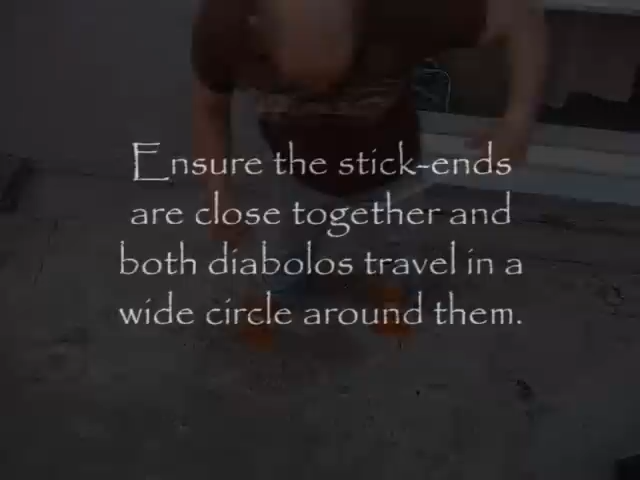 Ensure the stick-ends
are close together and
both diabolos travel in a
wide circle around them.